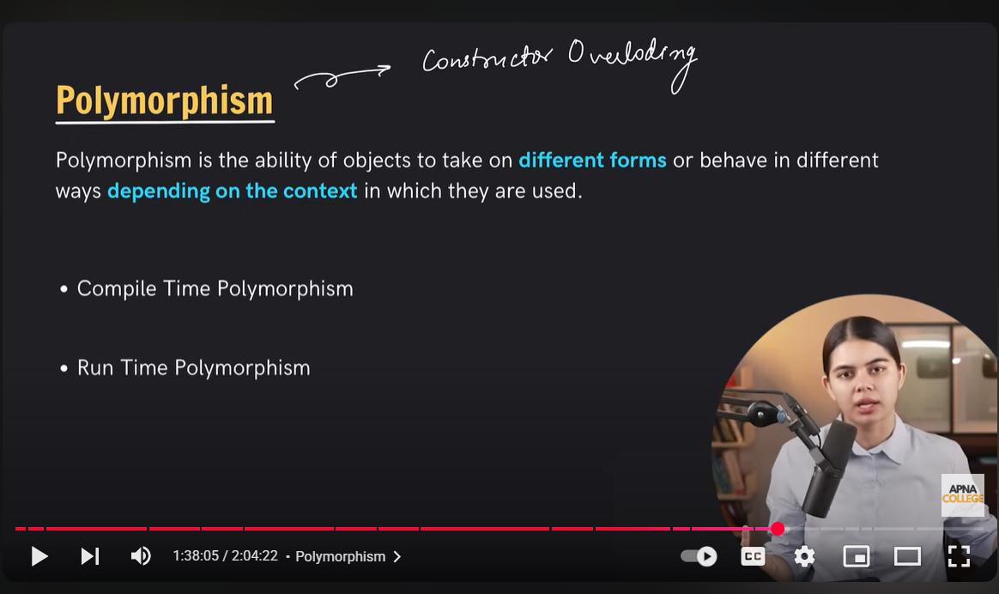 Constructor Overloding
Polymorphism
Polymorphism is the ability of objects to take on different forms or behave in different
ways depending on the context in which they are used.
• Compile Time Polymorphism
• Run Time Polymorphism
APNA
COLLEGE
1:38:05 / 2:04:22 • Polymorphism >
CC